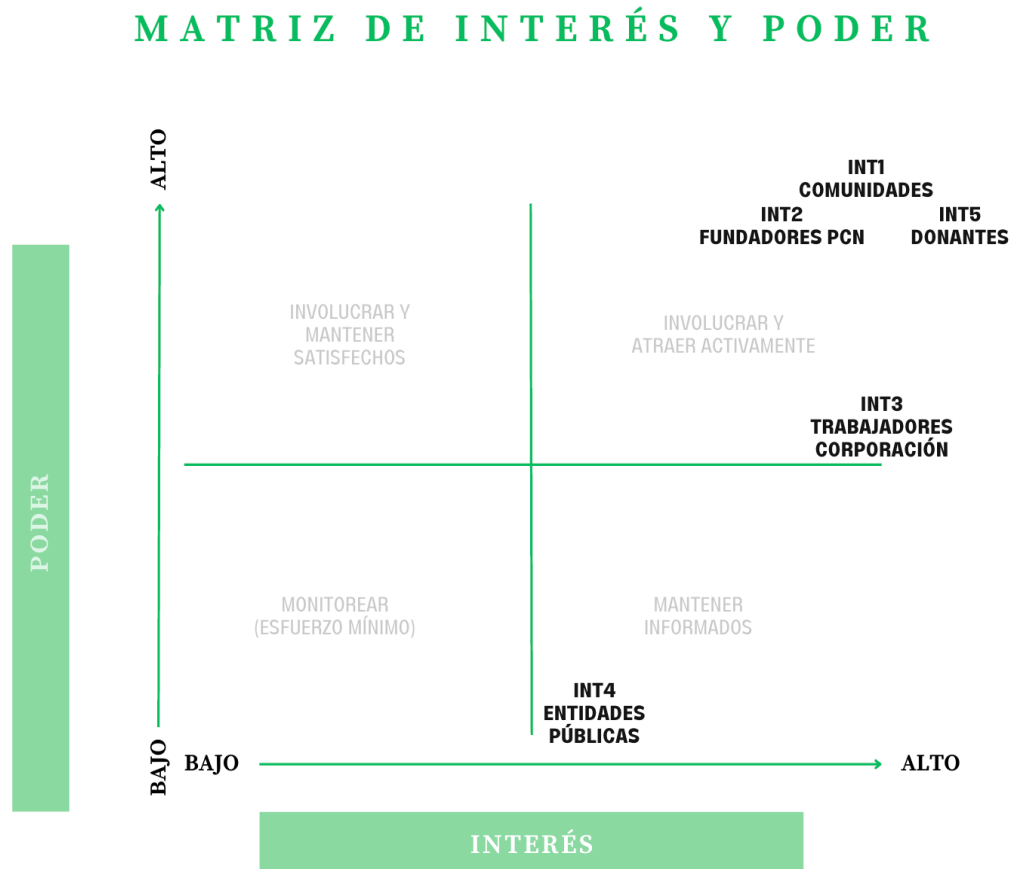 MATRIZ DE INTERÉS Y PODER
ALTO
INT1
COMUNIDADES
INT2
FUNDADORES PCN
INT5
DONANTES
INVOLUCRAR Y
MANTENER
SATISFECHOS
INVOLUCRAR Y
ATRAER ACTIVAMENTE
INT3
TRABAJADORES
CORPORACIÓN
PODER
MONITOREAR
(ESFUERZO MÍNIMO)
MANTENER
INFORMADOS
INT4
ENTIDADES
PÚBLICAS
BAJO
BAJO
ALTO
INTERÉS